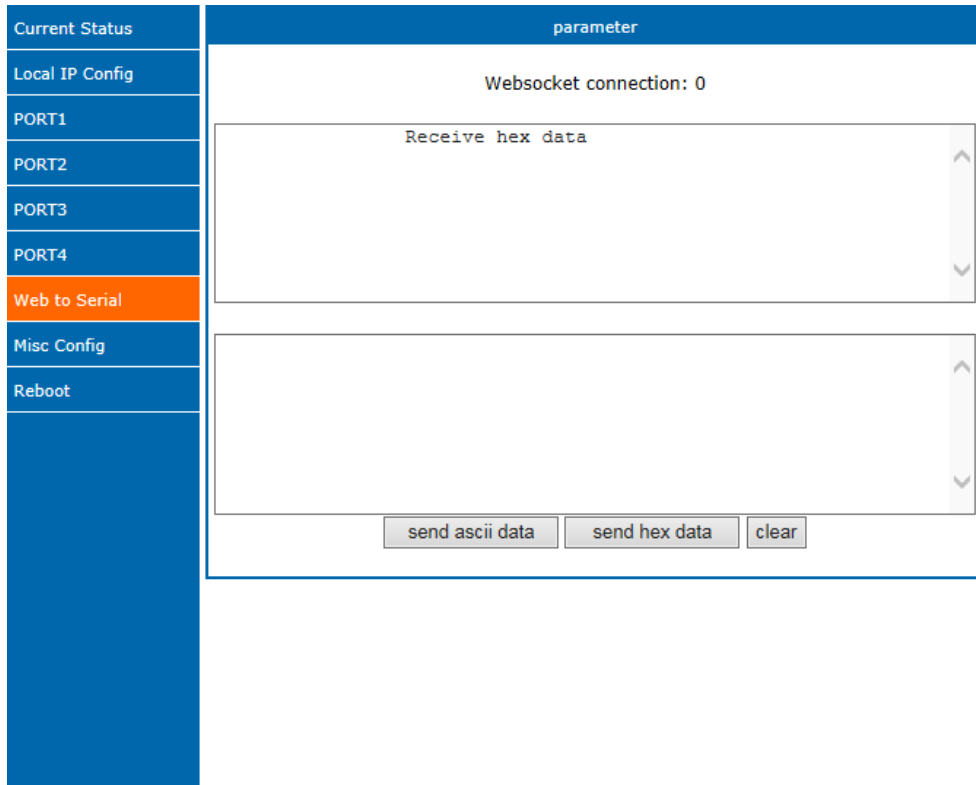 Current Status
Local IP Config
PORT1
PORT2
PORT3
PORT4
Web to Serial
Misc Config
Reboot
parameter
Websocket connection: 0
Receive hex data
send ascii data
send hex data
clear